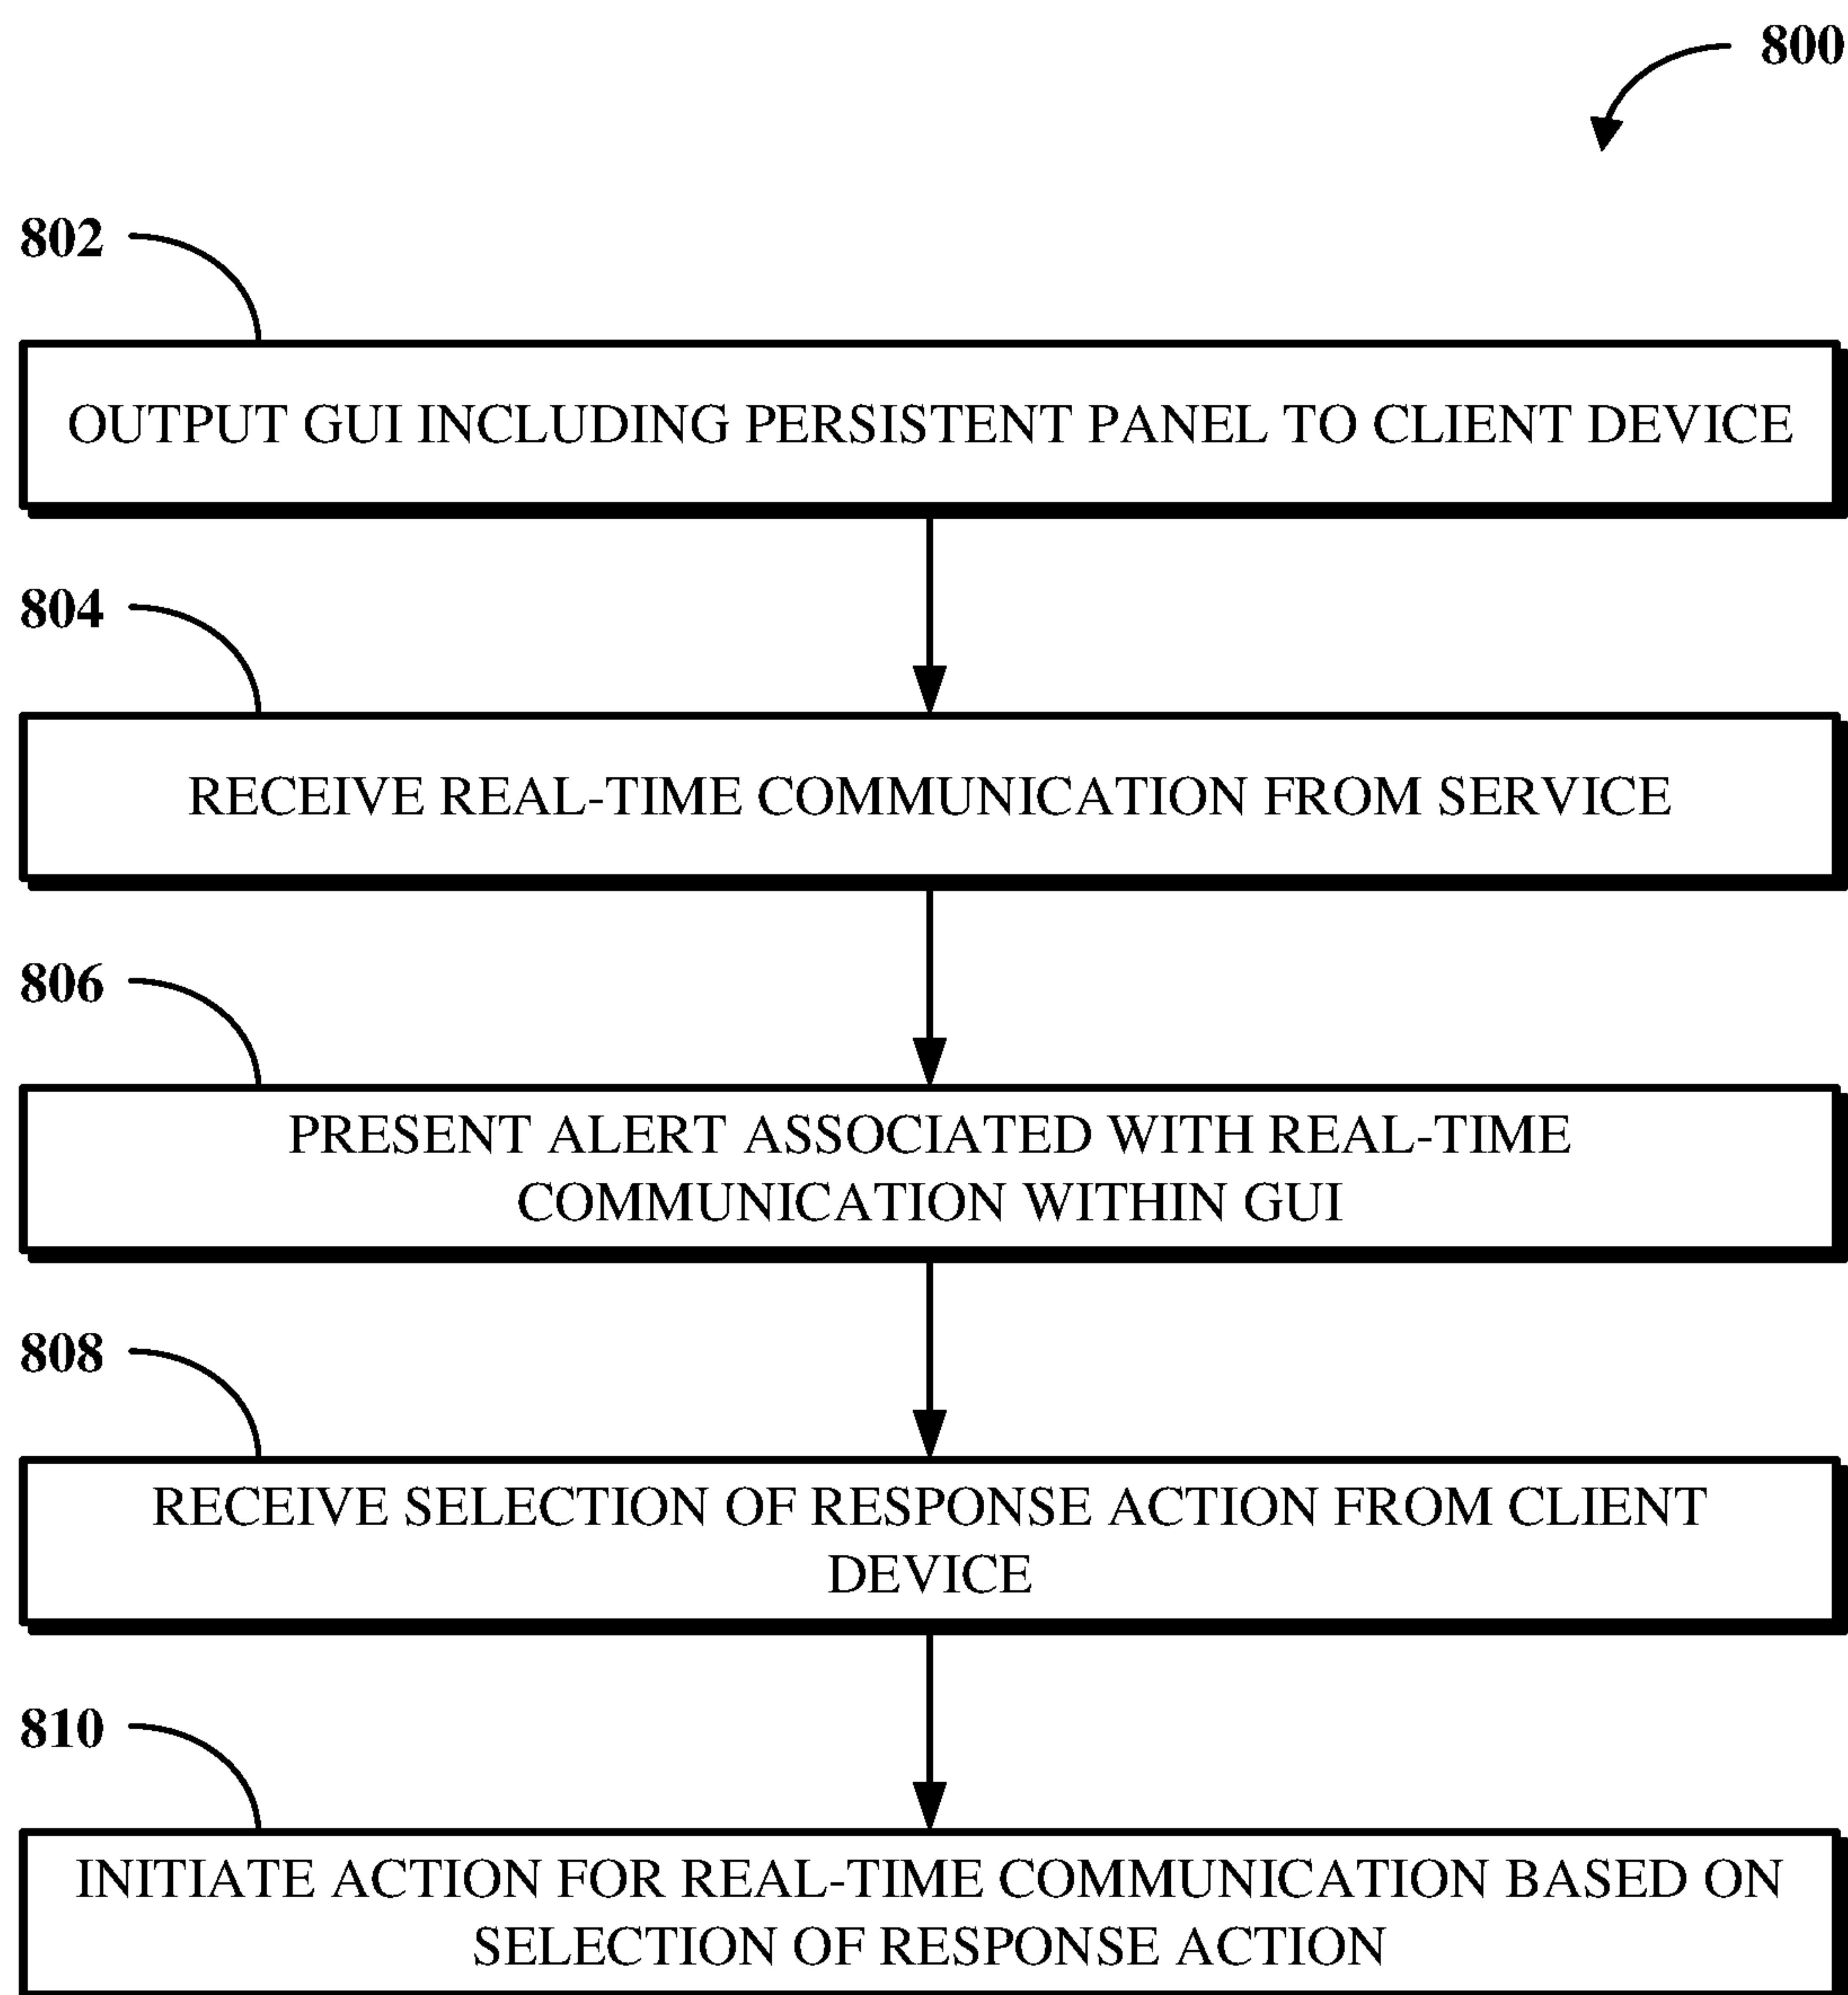 800
802
OUTPUT GUI INCLUDING PERSISTENT PANEL TO CLIENT DEVICE
804
RECEIVE REAL-TIME COMMUNICATION FROM SERVICE
806
PRESENT ALERT ASSOCIATED WITH REAL-TIME
COMMUNICATION WITHIN GUI
808
RECEIVE SELECTION OF RESPONSE ACTION FROM CLIENT
DEVICE
810
INITIATE ACTION FOR REAL-TIME COMMUNICATION BASED ON
SELECTION OF RESPONSE ACTION